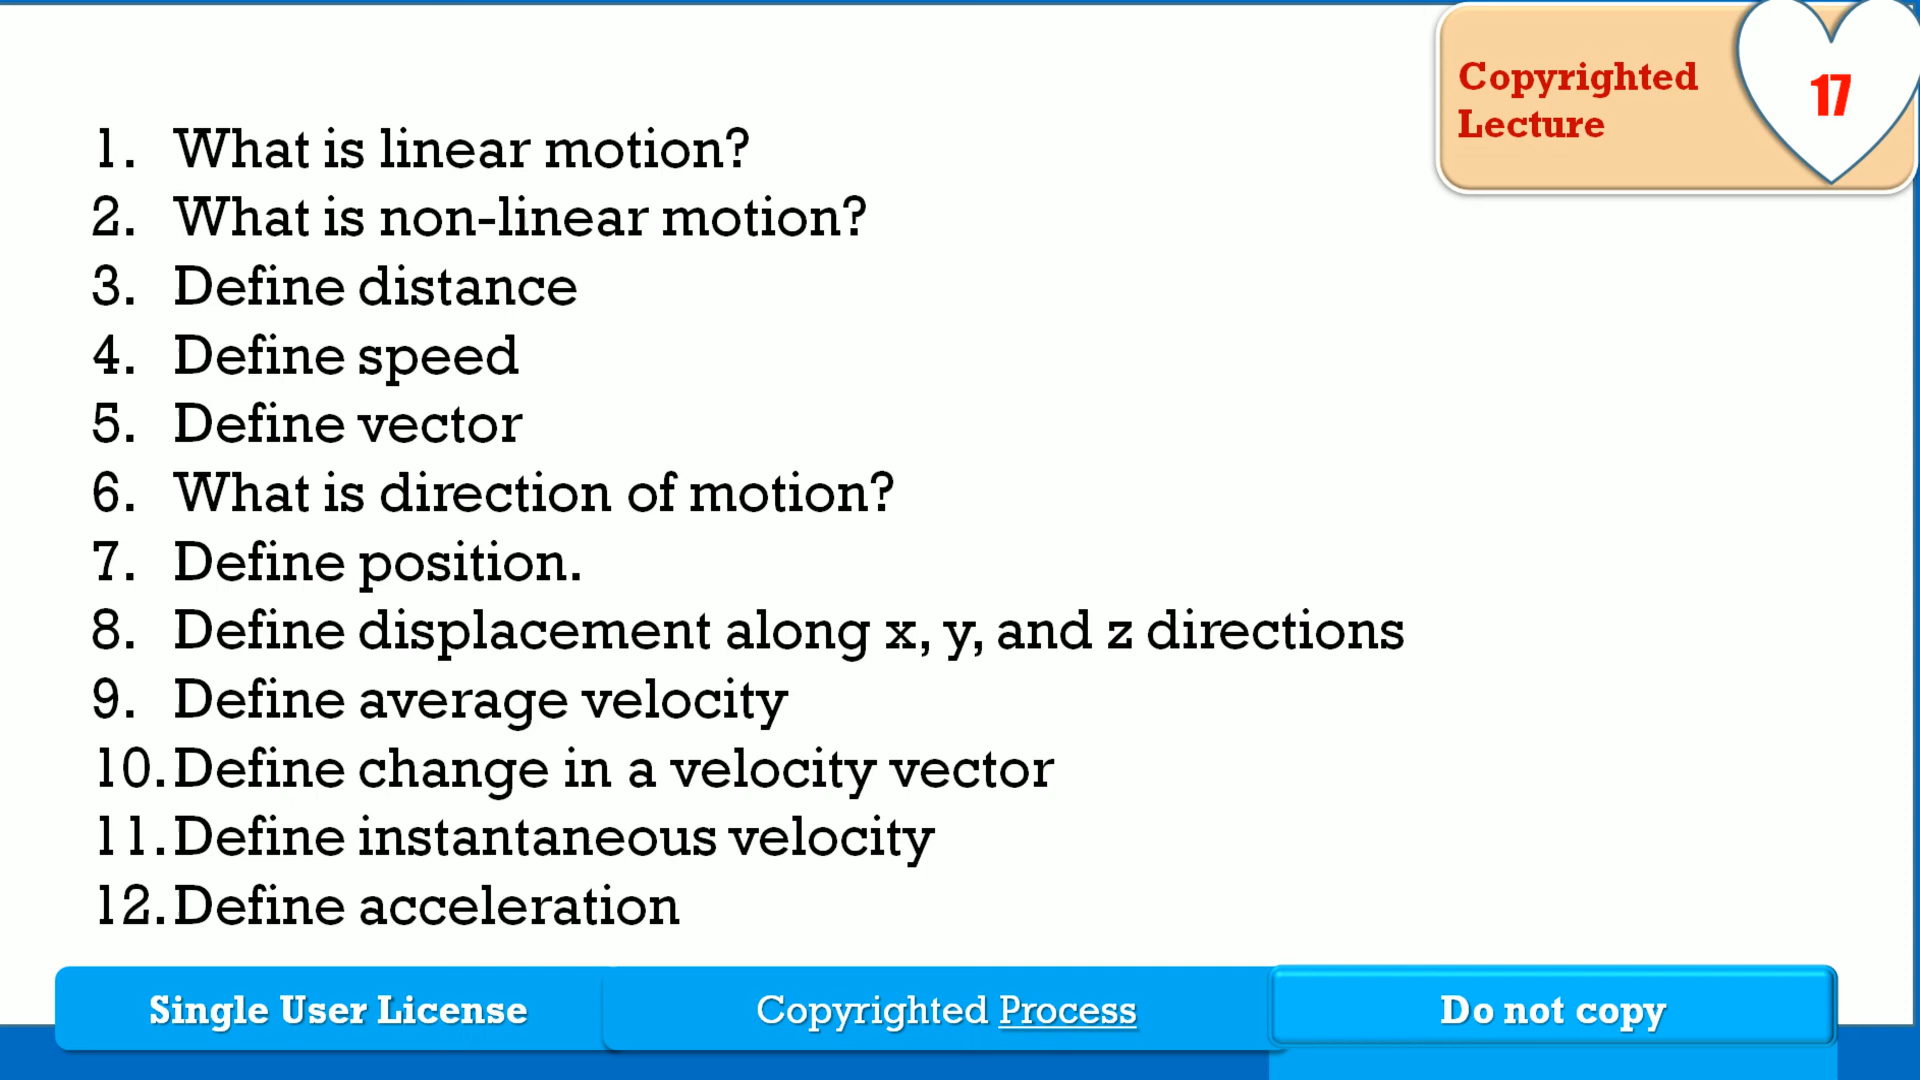 Copyrighted
Lecture
17
1. What is linear motion?
2. What is non-linear motion?
3. Define distance
4. Define speed
5. Define vector
6. What is direction of motion?
7. Define position.
8. Define displacement along x, y, and z directions
9. Define average velocity
10. Define change in a velocity vector
11. Define instantaneous velocity
12. Define acceleration
Single User License
Copyrighted Process
Do not copy